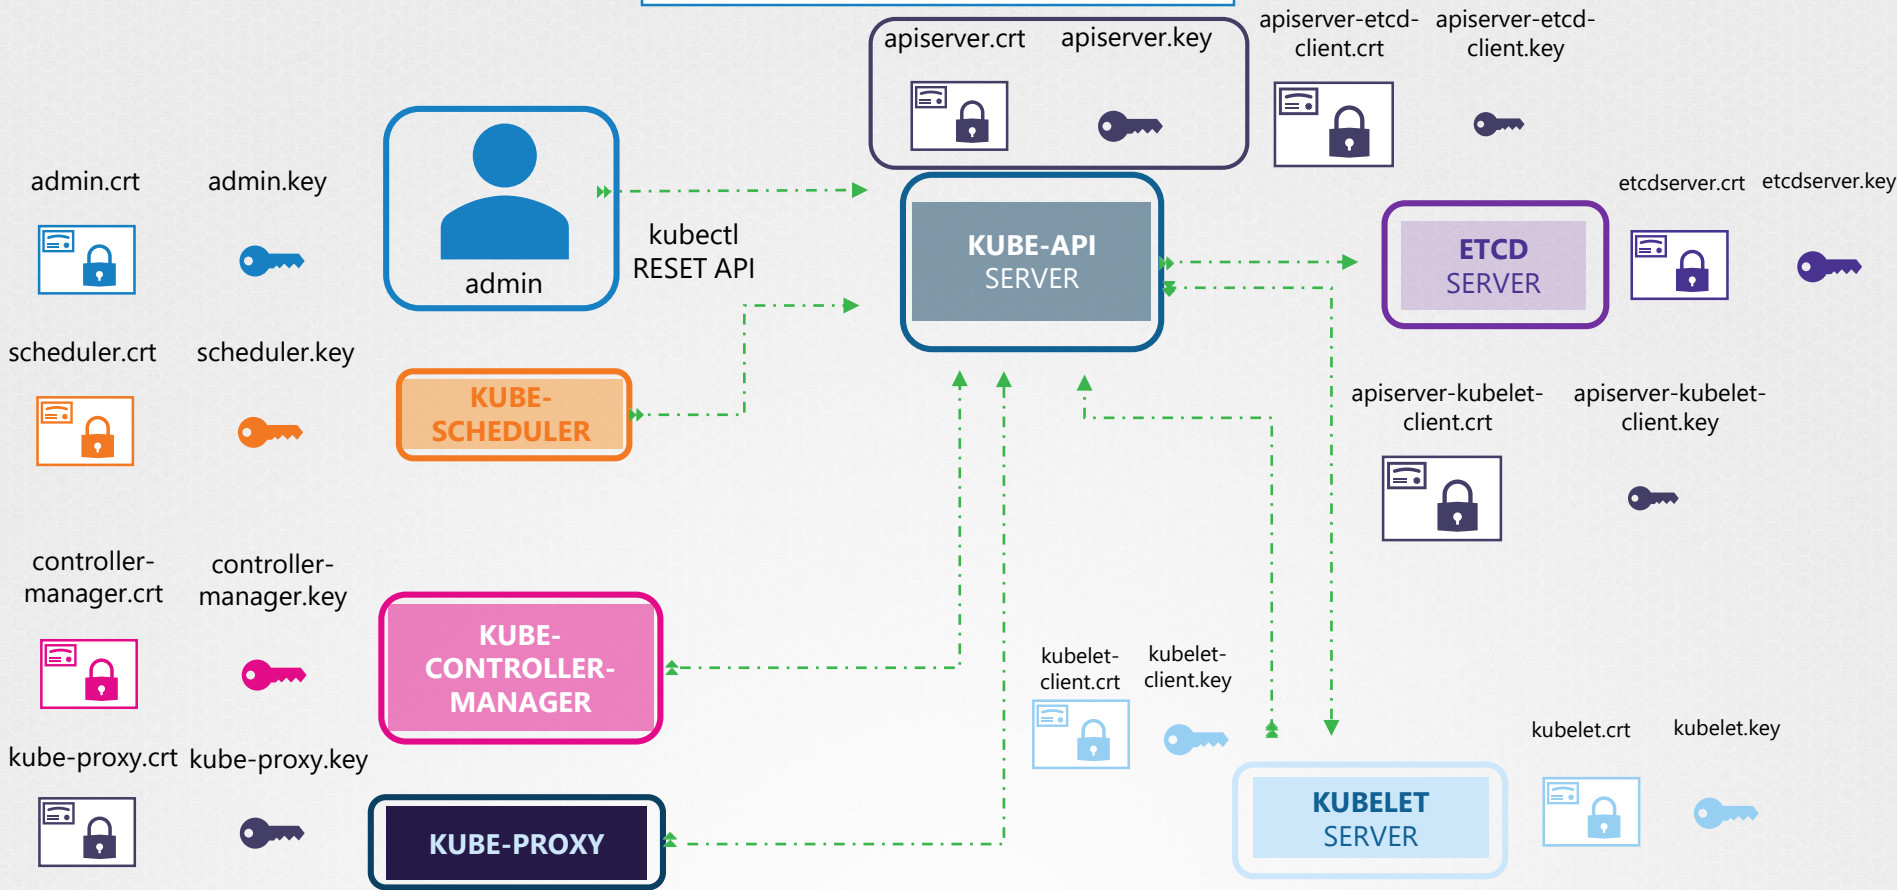 apiserver.crt
apiserver.key
apiserver-etcd-
client.crt
apiserver-etcd-
client.key
admin.crt
admin.key
admin
kubectl
RESET API
KUBE-API
SERVER
ETCD
SERVER
etcdserver.crt
etcdserver.key
scheduler.crt
scheduler.key
KUBE-
SCHEDULER
apiserver-kubelet-
client.crt
apiserver-kubelet-
client.key
controller-
manager.crt
controller-
manager.key
KUBE-
CONTROLLER-
MANAGER
kubelet-
client.crt
kubelet-
client.key
kube-proxy.crt
kube-proxy.key
KUBE-PROXY
KUBELET
SERVER
kubelet.crt
kubelet.key